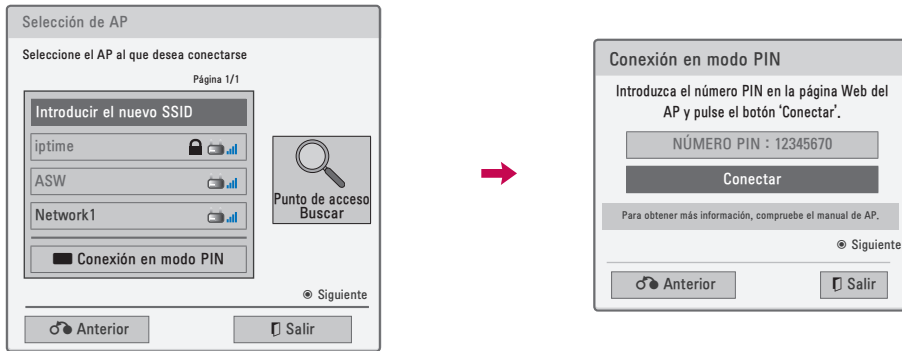 Selección de AP
Seleccione el AP al que desea conectarse
Página 1/1
Introducir el nuevo SSID
iptime
ASW
Network1
Conexión en modo PIN
Punto de acceso
Buscar
Siguiente
Anterior
Salir
Conexión en modo PIN
Introduzca el número PIN en la página Web del
AP y pulse el botón ‘Conectar’.
NÚMERO PIN : 12345670
Conectar
Para obtener más información, compruebe el manual de AP.
Siguiente
Anterior
Salir